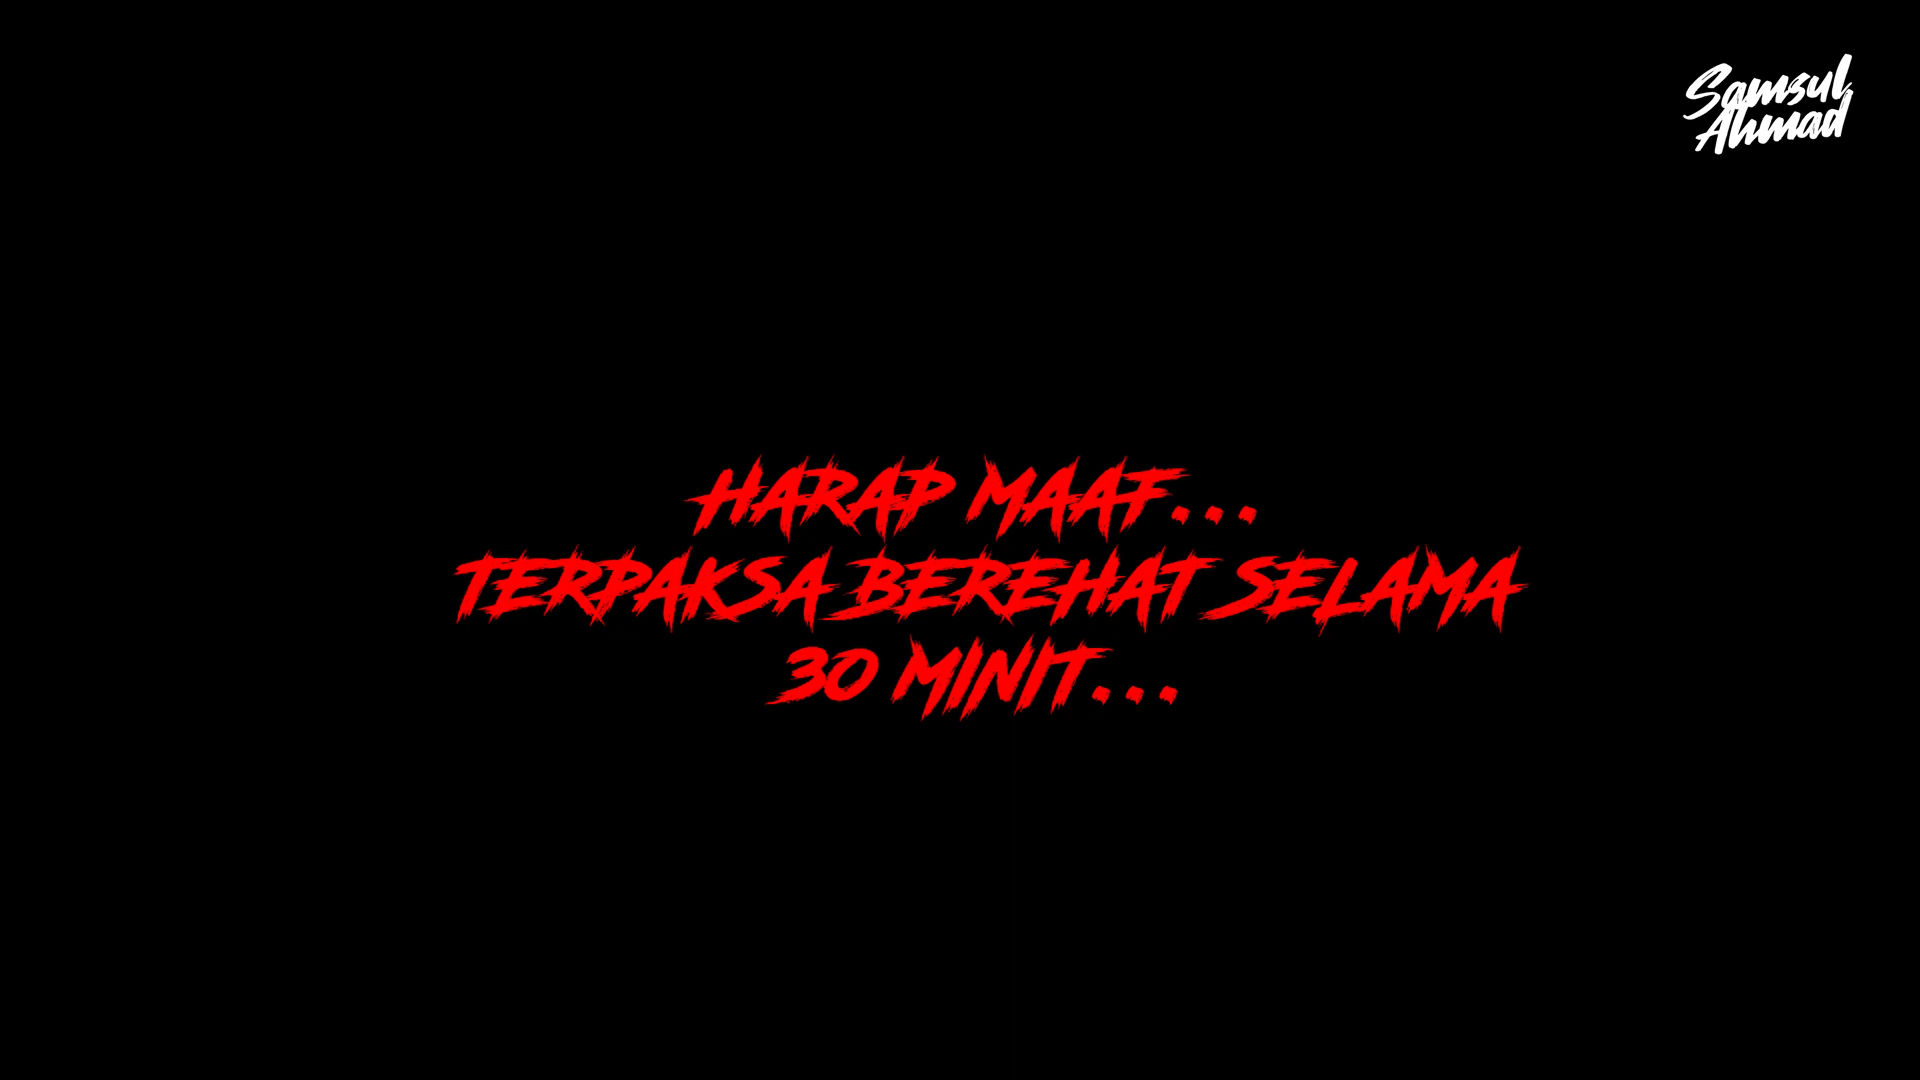 Samsul
Ahmad
HARAP MAAF...
TERPAKSA BEREHAT SELAMA
30 MINIT...